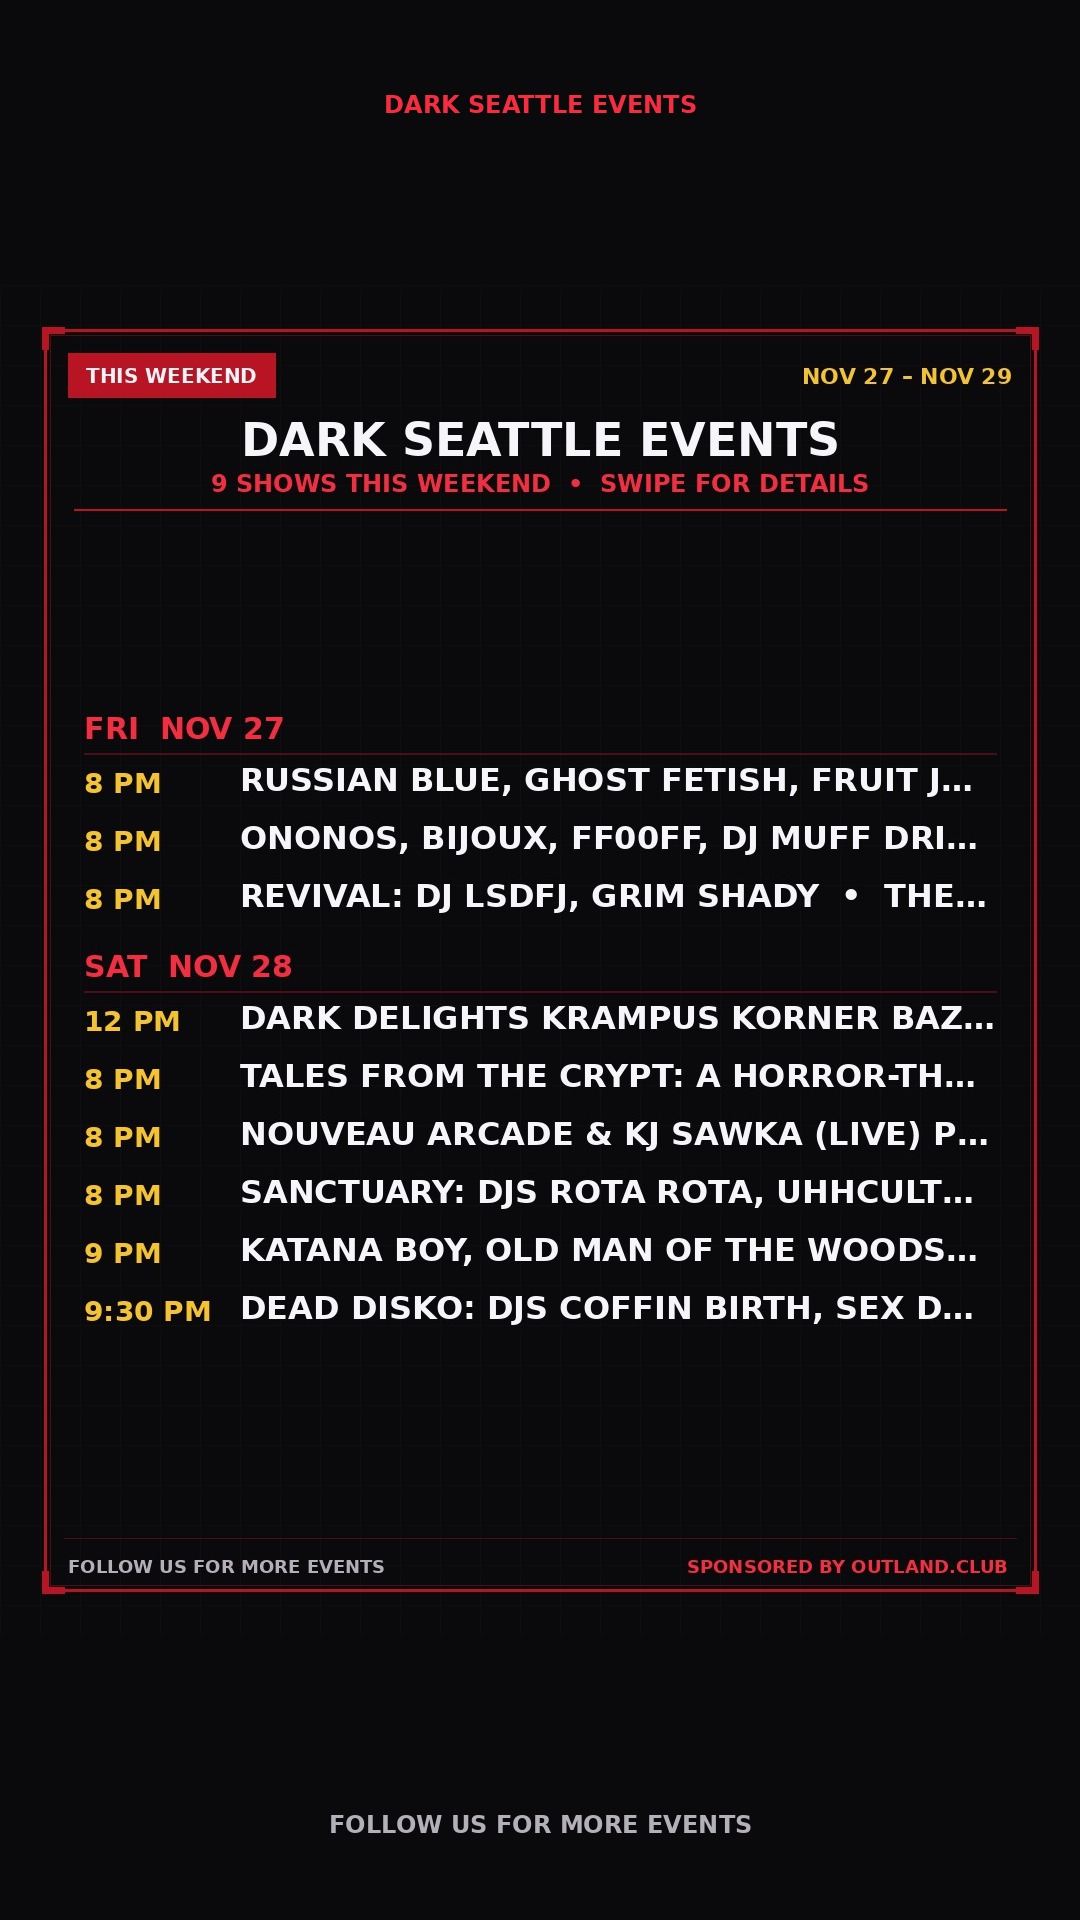 DARK SEATTLE EVENTS
THIS WEEKEND
NOV 27 – NOV 29
DARK SEATTLE EVENTS
9 SHOWS THIS WEEKEND • SWIPE FOR DETAILS
FRI NOV 27
8 PM RUSSIAN BLUE, GHOST FETISH, FRUIT J…
8 PM ONONOS, BIJOUX, FF00FF, DJ MUFF DRI…
8 PM REVIVAL: DJ LSDFJ, GRIM SHADY • THE…
SAT NOV 28
12 PM DARK DELIGHTS KRAMPUS KORNER BAZ…
8 PM TALES FROM THE CRYPT: A HORROR-TH…
8 PM NOUVEAU ARCADE & KJ SAWKA (LIVE) P…
8 PM SANCTUARY: DJS ROTA ROTA, UHHCULT…
9 PM KATANA BOY, OLD MAN OF THE WOODS…
9:30 PM DEAD DISKO: DJS COFFIN BIRTH, SEX D…
FOLLOW US FOR MORE EVENTS
SPONSORED BY OUTLAND.CLUB
FOLLOW US FOR MORE EVENTS